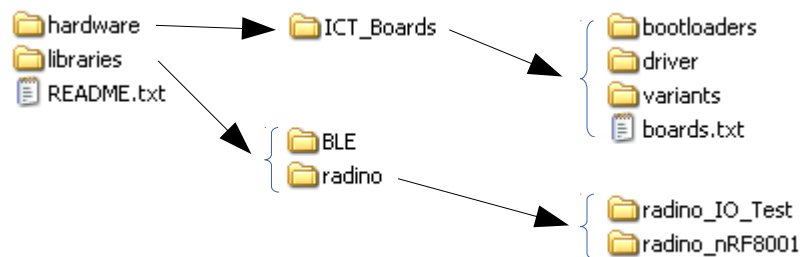 hardware
libraries
README.txt
ICT_Boards
bootloaders
driver
variants
boards.txt
BLE
radino
radino_IO_Test
radino_nRF8001